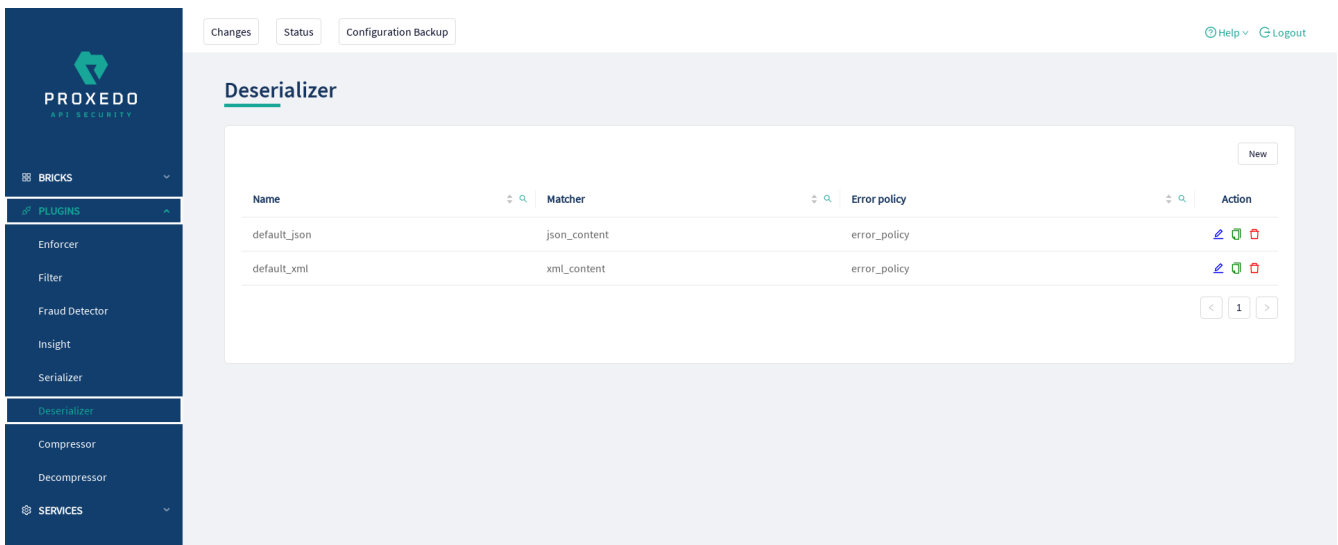 Changes Status Configuration Backup Help Logout
PROXEDO
API SECURITY
BRICKS
PLUGINS
Enforcer
Filter
Fraud Detector
Insight
Serializer
Deserializer
Compressor
Decompressor
SERVICES
Deserializer
New
Name Matcher Error policy Action
default_json json_content error_policy
default_xml xml_content error_policy
< 1 >